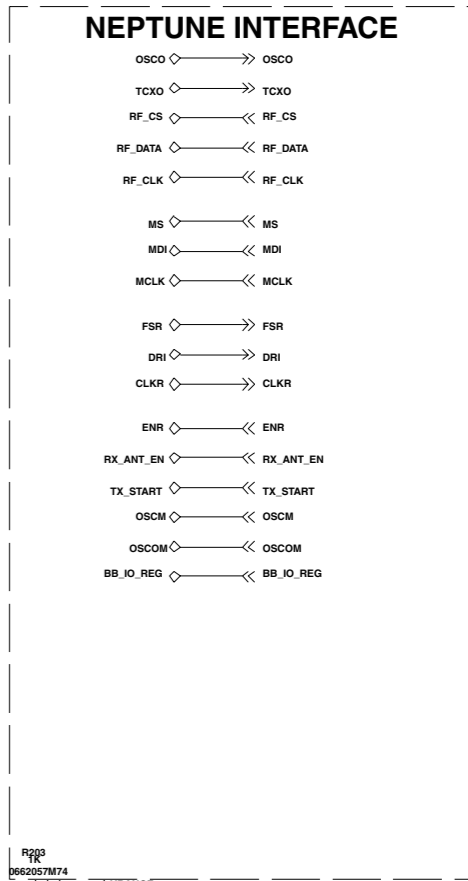 NEPTUNE INTERFACE
OSCO OSCO
TCXO TCXO
RF_CS RF_CS
RF_DATA RF_DATA
RF_CLK RF_CLK
MS MS
MDI MDI
MCLK MCLK
FSR FSR
DRI DRI
CLKR CLKR
ENR ENR
RX_ANT_EN RX_ANT_EN
TX_START TX_START
OSCM OSCM
OSCOM OSCOM
BB_IO_REG BB_IO_REG
R203
1K
0662057M74